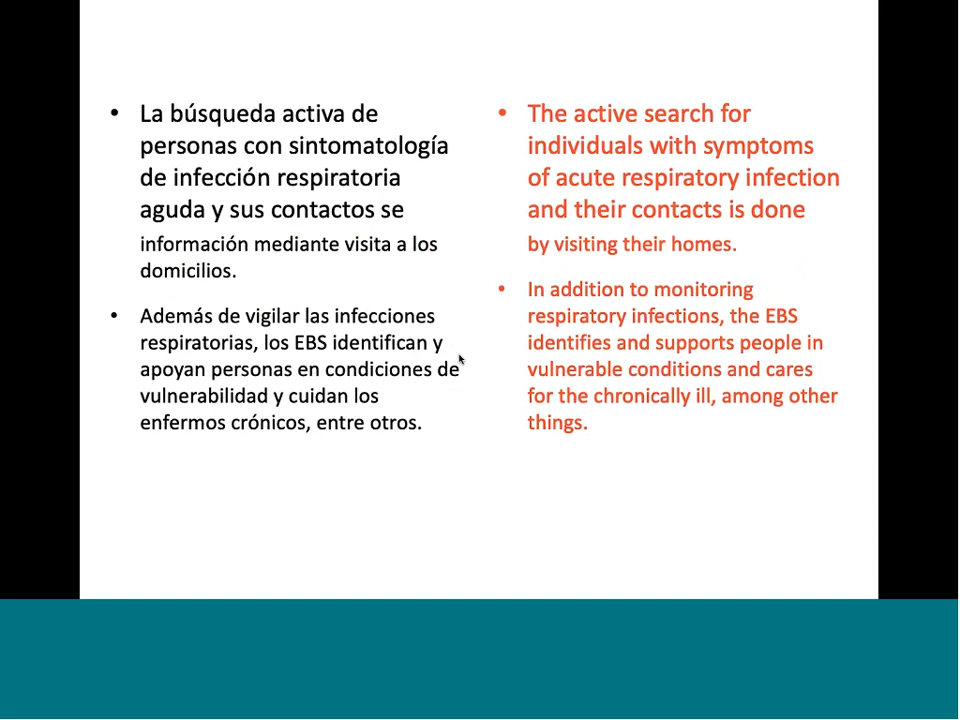 • La búsqueda activa de
personas con sintomatología
de infección respiratoria
aguda y sus contactos se
información mediante visita a los
domicilios.
• Además de vigilar las infecciones
respiratorias, los EBS identifican y
apoyan personas en condiciones de
vulnerabilidad y cuidan los
enfermos crónicos, entre otros.
• The active search for
individuals with symptoms
of acute respiratory infection
and their contacts is done
by visiting their homes.
• In addition to monitoring
respiratory infections, the EBS
identifies and supports people in
vulnerable conditions and cares
for the chronically ill, among other
things.